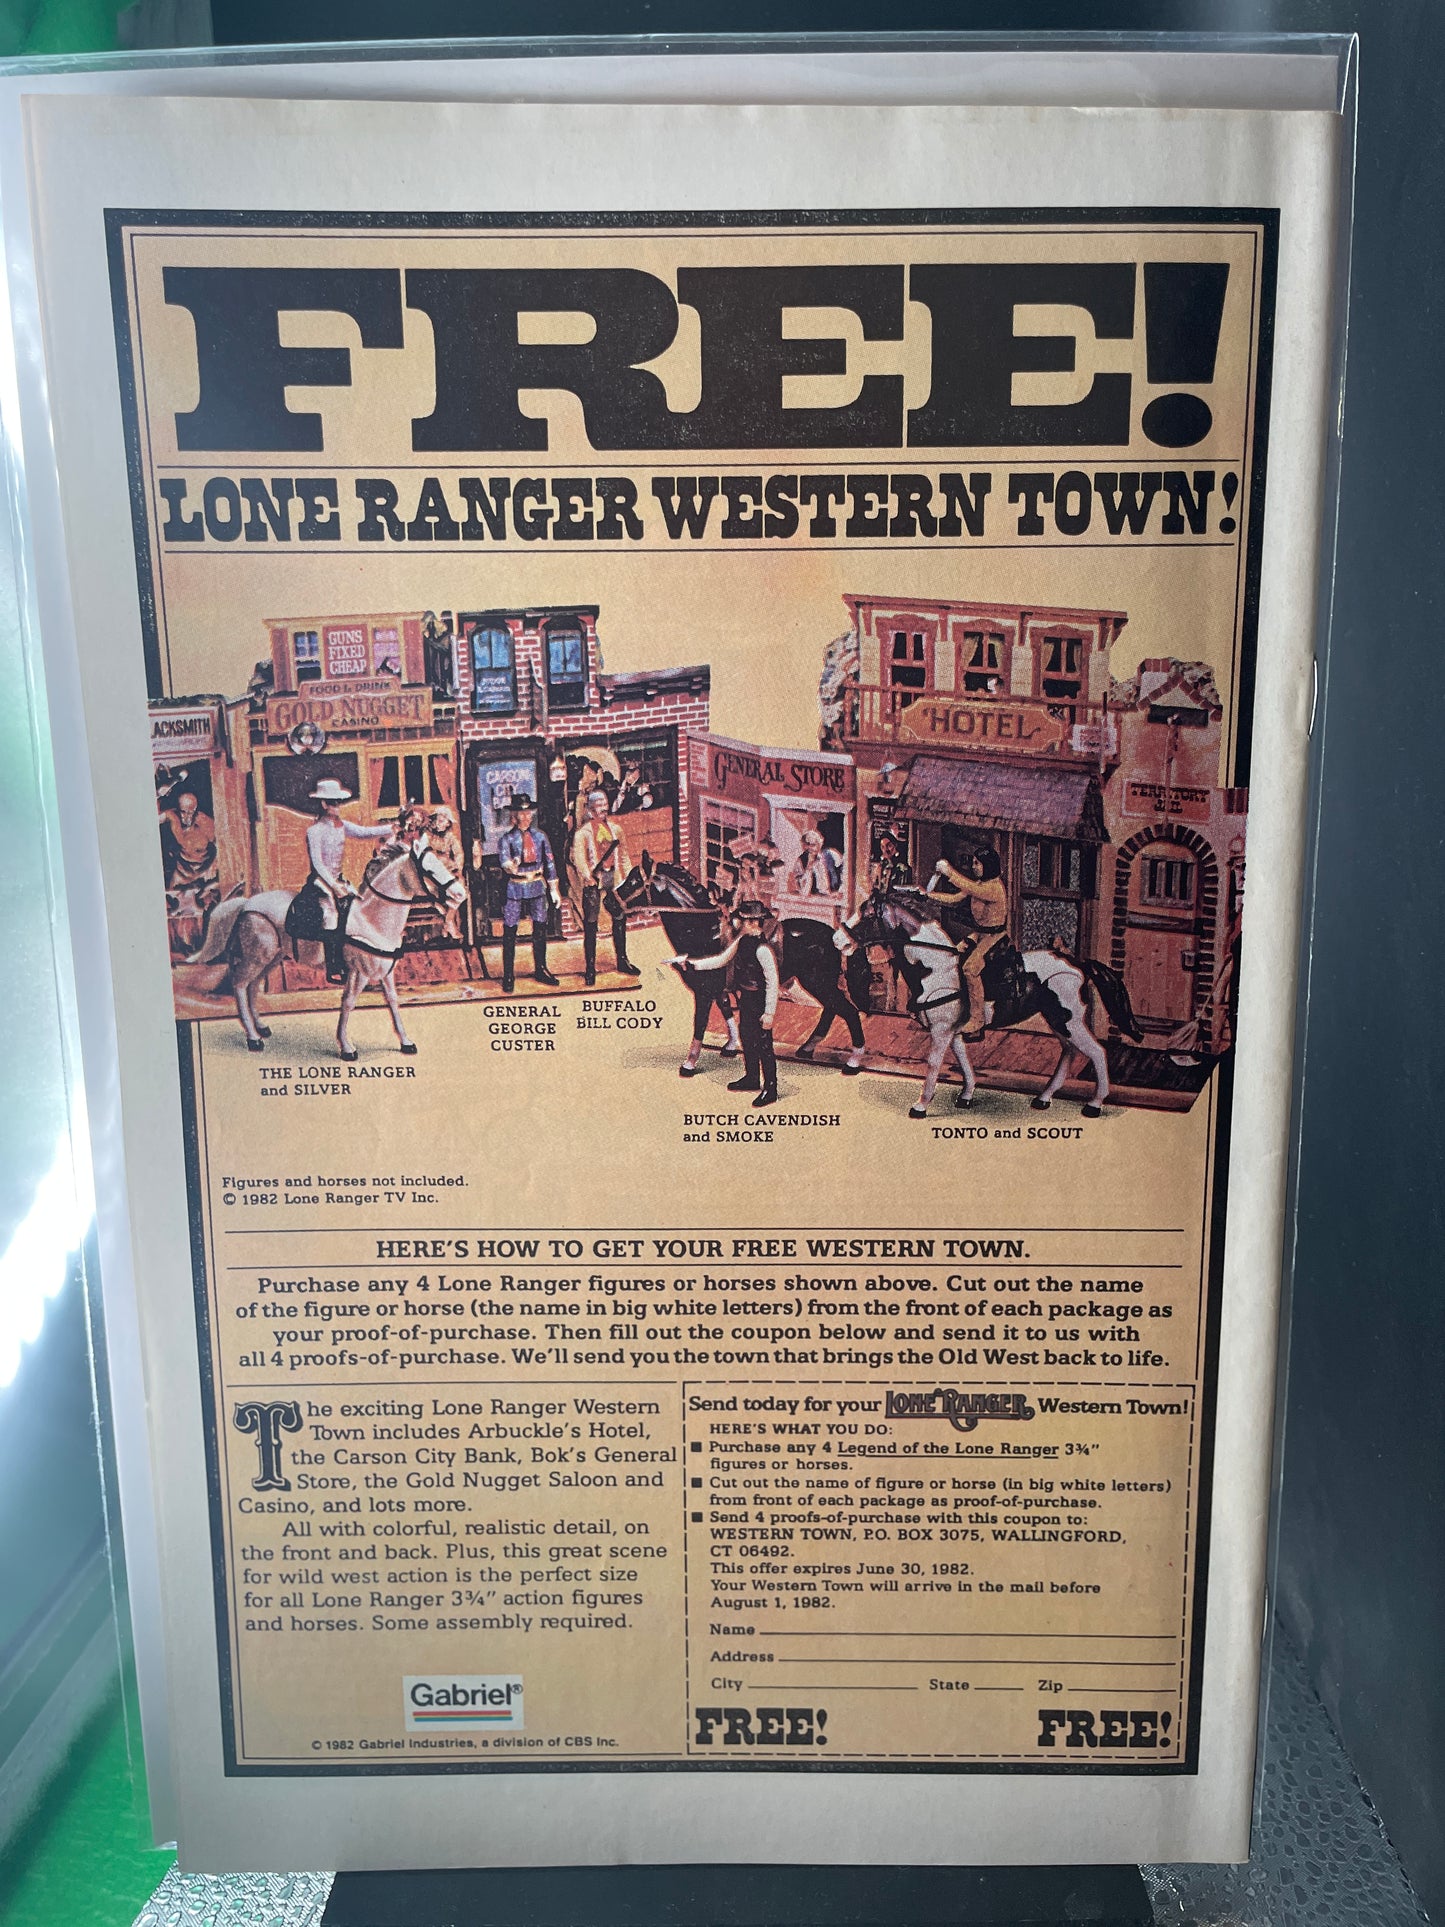 FREE!
LONE RANGER WESTERN TOWN!
GUNS
FIXED
CHEAP
FOOD & DRINK
GOLD NUGGET
CASINO
ACKSMITH
CARSON
CITY
HOTEL
GENERAL STORE
TERRITORY
JAIL
GENERAL
GEORGE
CUSTER
BUFFALO
BILL CODY
THE LONE RANGER
and SILVER
BUTCH CAVENDISH
and SMOKE
TONTO and SCOUT
Figures and horses not included.
© 1982 Lone Ranger TV Inc.
HERE'S HOW TO GET YOUR FREE WESTERN TOWN.
Purchase any 4 Lone Ranger figures or horses shown above. Cut out the name
of the figure or horse (the name in big white letters) from the front of each package as
your proof-of-purchase. Then fill out the coupon below and send it to us with
all 4 proofs-of-purchase. We'll send you the town that brings the Old West back to life.
The exciting Lone Ranger Western
Town includes Arbuckle's Hotel,
the Carson City Bank, Bok's General
Store, the Gold Nugget Saloon and
Casino, and lots more.
All with colorful, realistic detail, on
the front and back. Plus, this great scene
for wild west action is the perfect size
for all Lone Ranger 3¾" action figures
and horses. Some assembly required.
Gabriel®
© 1982 Gabriel Industries, a division of CBS Inc.
Send today for your LONE RANGER Western Town!
HERE'S WHAT YOU DO:
■ Purchase any 4 Legend of the Lone Ranger 3¾"
figures or horses.
■ Cut out the name of figure or horse (in big white letters)
from front of each package as proof-of-purchase.
■ Send 4 proofs-of-purchase with this coupon to:
WESTERN TOWN, P.O. BOX 3075, WALLINGFORD,
CT 06492.
This offer expires June 30, 1982.
Your Western Town will arrive in the mail before
August 1, 1982.
Name
Address
City State Zip
FREE! FREE!